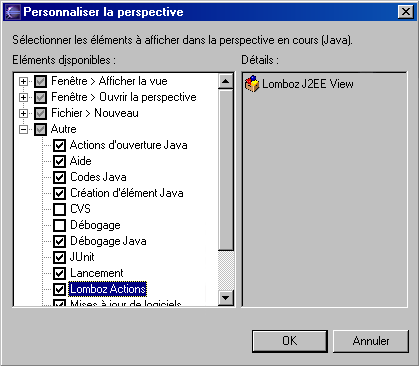 Personnaliser la perspective
Sélectionner les éléments à afficher dans la perspective en cours (Java).
Eléments disponibles :
Détails :
Fenêtre > Afficher la vue
Fenêtre > Ouvrir la perspective
Fichier > Nouveau
Autre
Actions d'ouverture Java
Aide
Codes Java
Création d'élément Java
CVS
Débogage
Débogage Java
JUnit
Lancement
Lomboz Actions
Mises à jour de logiciels
Lomboz J2EE View
OK
Annuler